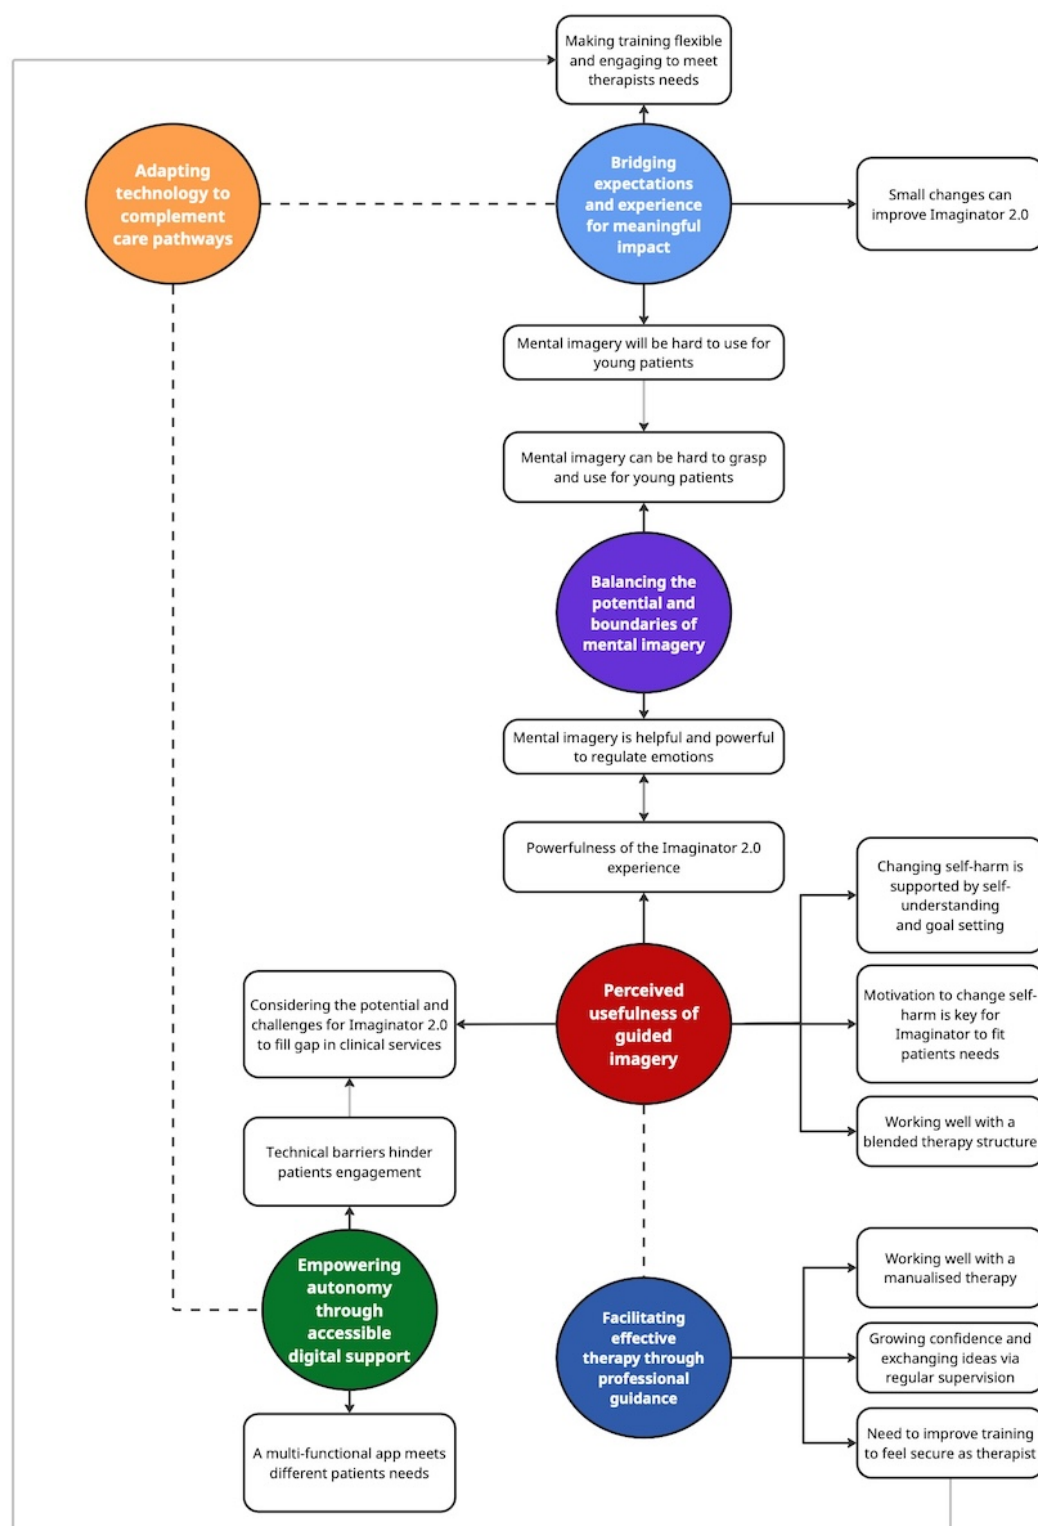 Making training flexible
and engaging to meet
therapists needs
Adapting
technology to
complement
care pathways
Bridging
expectations
and experience
for meaningful
impact
Small changes can
improve Imaginator 2.0
Mental imagery will be hard to use for
young patients
Mental imagery can be hard to grasp
and use for young patients
Balancing the
potential and
boundaries of
mental imagery
Mental imagery is helpful and powerful
to regulate emotions
Powerfulness of the Imaginator 2.0
experience
Changing self-harm is
supported by self-
understanding
and goal setting
Considering the potential and
challenges for Imaginator 2.0
to fill gap in clinical services
Perceived
usefulness of
guided
imagery
Motivation to change self-
harm is key for
Imaginator to fit
patients needs
Working well with a
blended therapy structure
Technical barriers hinder
patients engagement
Empowering
autonomy
through
accessible
digital support
Facilitating
effective
therapy through
professional
guidance
Working well with a
manualised therapy
Growing confidence and
exchanging ideas via
regular supervision
Need to improve training
to feel secure as therapist
A multi-functional app meets
different patients needs